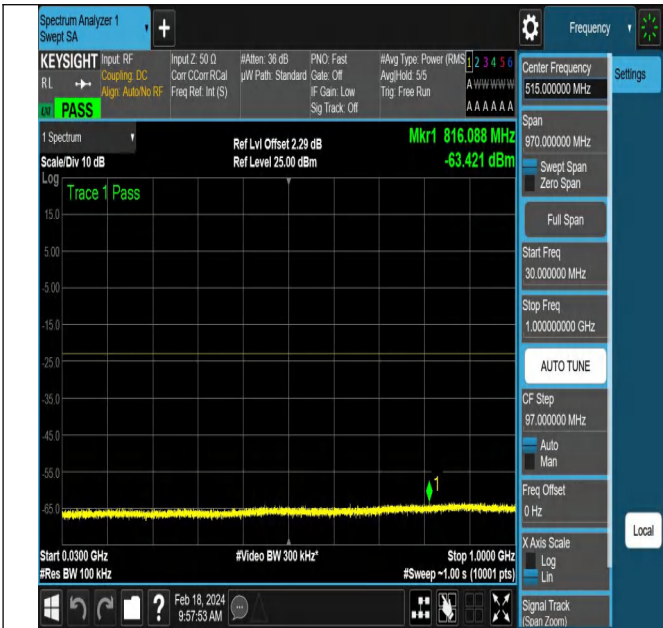 Spectrum Analyzer 1
Swept SA
Frequency
KEYSIGHT
RL
PASS
Input: RF
Coupling: DC
Align: Auto/No RF
Input Z: 50 Ω
Corr CCorr RCal
Freq Ref: Int (S)
#Atten: 36 dB
µW Path: Standard
PNO: Fast
Gate: Off
IF Gain: Low
Sig Track: Off
#Avg Type: Power (RMS
Avg|Hold: 5/5
Trig: Free Run
1 2 3 4 5 6
A W W W W W
A A A A A A
1 Spectrum
Scale/Div 10 dB
Ref Lvl Offset 2.29 dB
Ref Level 25.00 dBm
Mkr1 816.088 MHz
-63.421 dBm
Log
Trace 1 Pass
15.0
5.00
-5.00
-15.0
-25.0
-35.0
-45.0
-55.0
-65.0
1
Start 0.0300 GHz
#Res BW 100 kHz
#Video BW 300 kHz*
Stop 1.0000 GHz
#Sweep ~1.00 s (10001 pts)
Center Frequency
515.000000 MHz
Settings
Span
970.000000 MHz
Swept Span
Zero Span
Full Span
Start Freq
30.000000 MHz
Stop Freq
1.000000000 GHz
AUTO TUNE
CF Step
97.000000 MHz
Auto
Man
Freq Offset
0 Hz
X Axis Scale
Log
Lin
Local
Signal Track
(Span Zoom)
?
Feb 18, 2024
9:57:53 AM